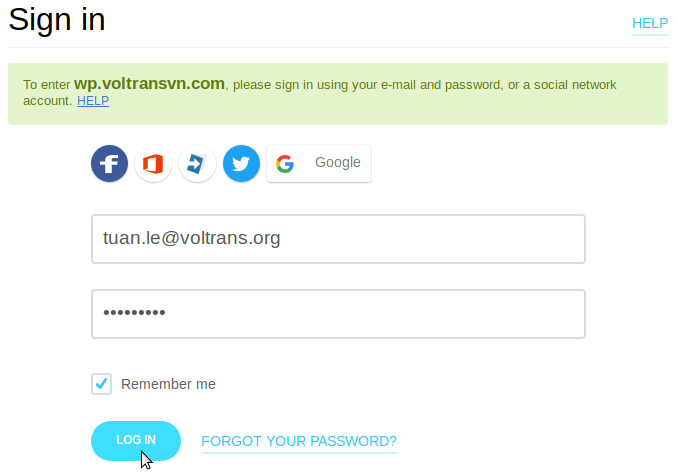 Sign in
HELP
To enter wp.voltransvn.com, please sign in using your e-mail and password, or a social network
account. HELP
Google
tuan.le@voltrans.org
•••••••••
Remember me
LOG IN
FORGOT YOUR PASSWORD?